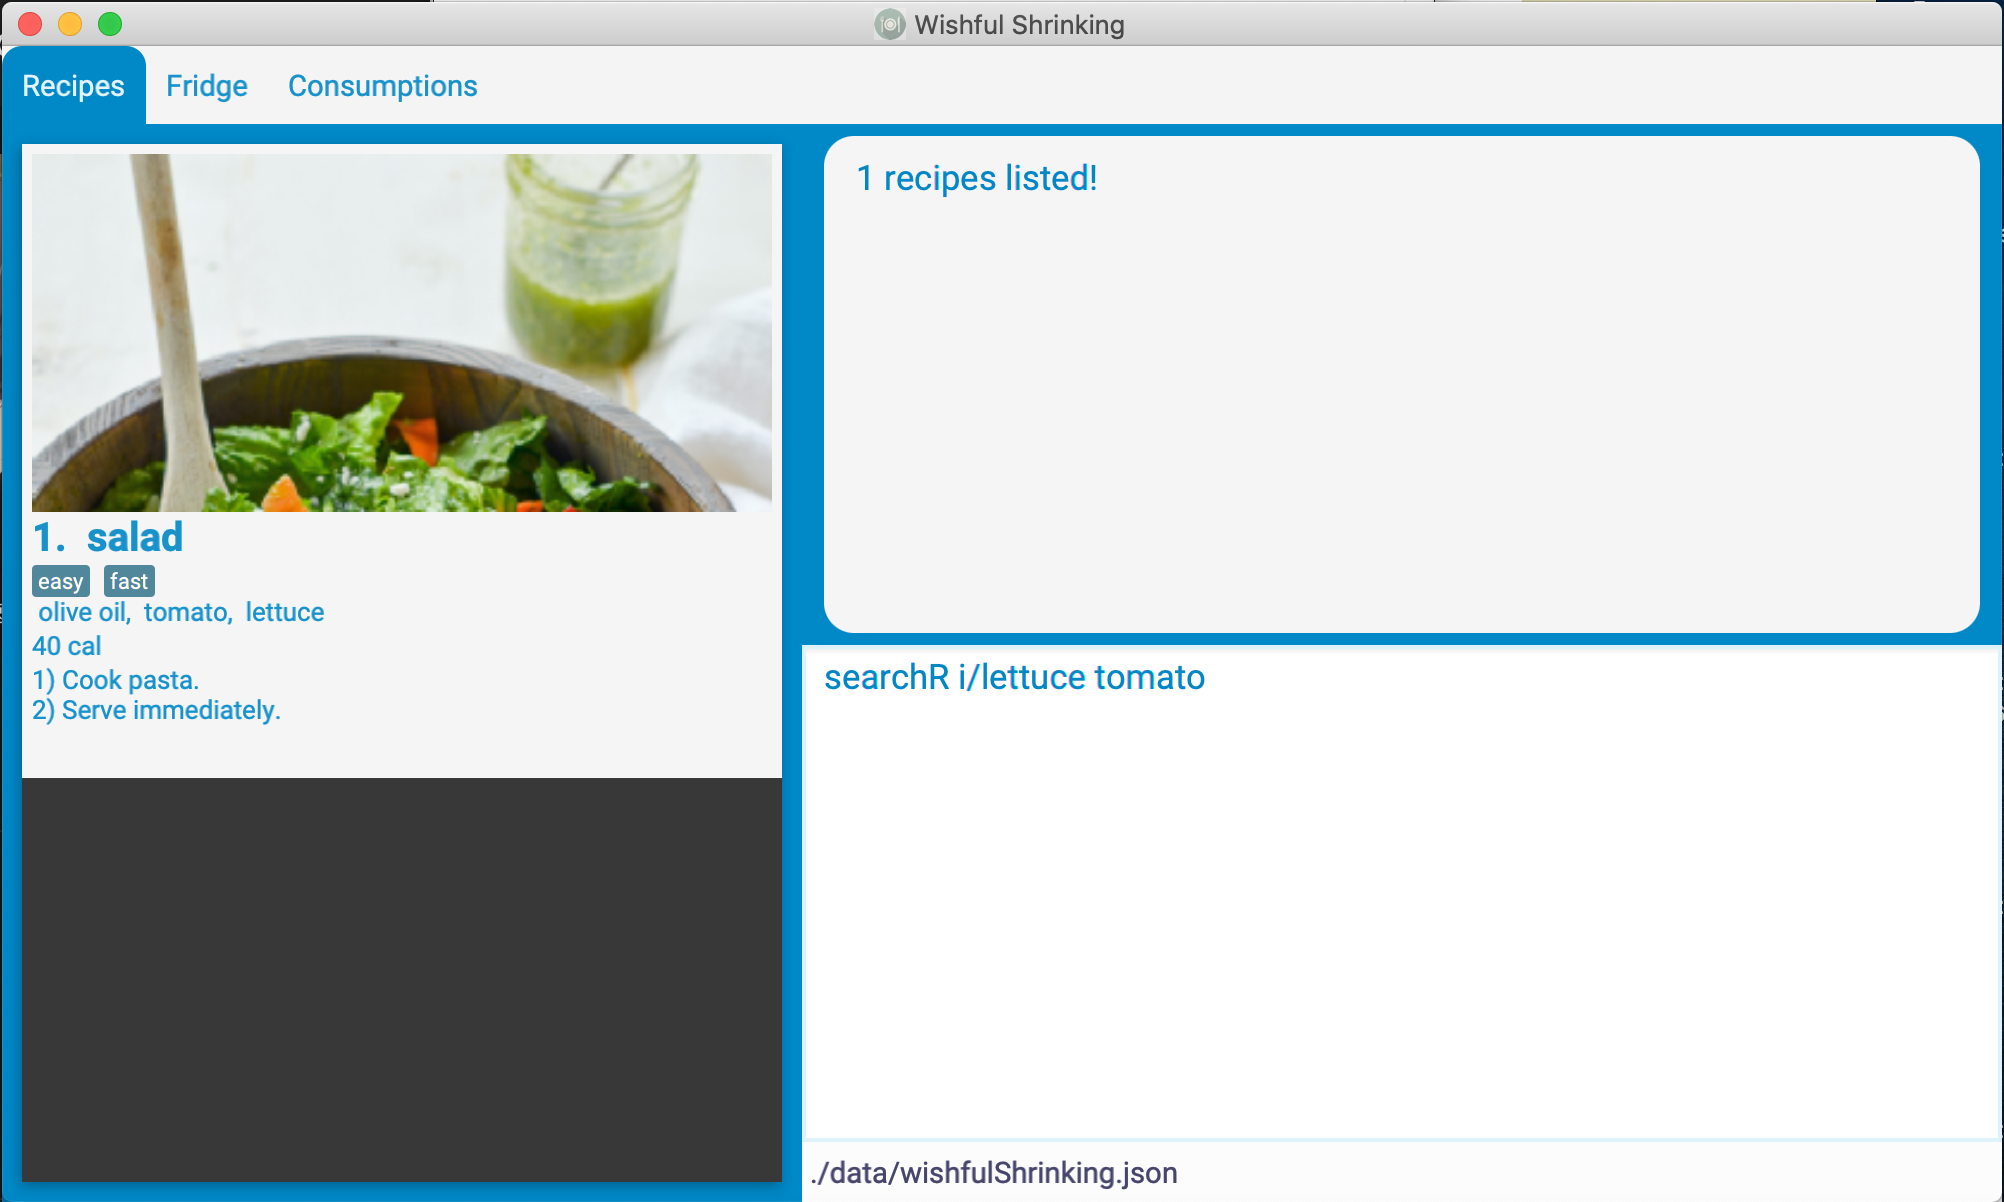 Wishful Shrinking
Recipes Fridge Consumptions
1. salad
easy fast
olive oil, tomato, lettuce
40 cal
1) Cook pasta.
2) Serve immediately.
1 recipes listed!
searchR i/lettuce tomato
./data/wishfulShrinking.json